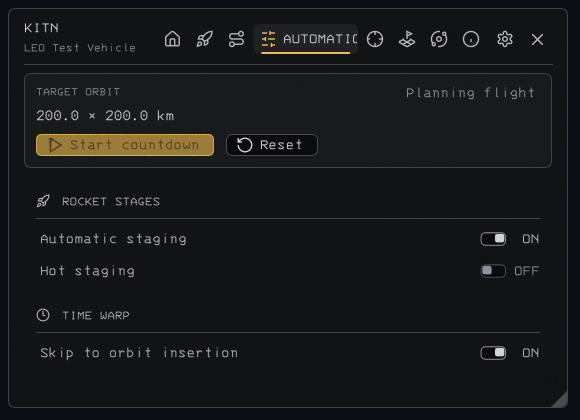 KITN
LEO Test Vehicle
AUTOMATIC
TARGET ORBIT
Planning flight
200.0 × 200.0 km
Start countdown
Reset
ROCKET STAGES
Automatic staging ON
Hot staging OFF
TIME WARP
Skip to orbit insertion ON